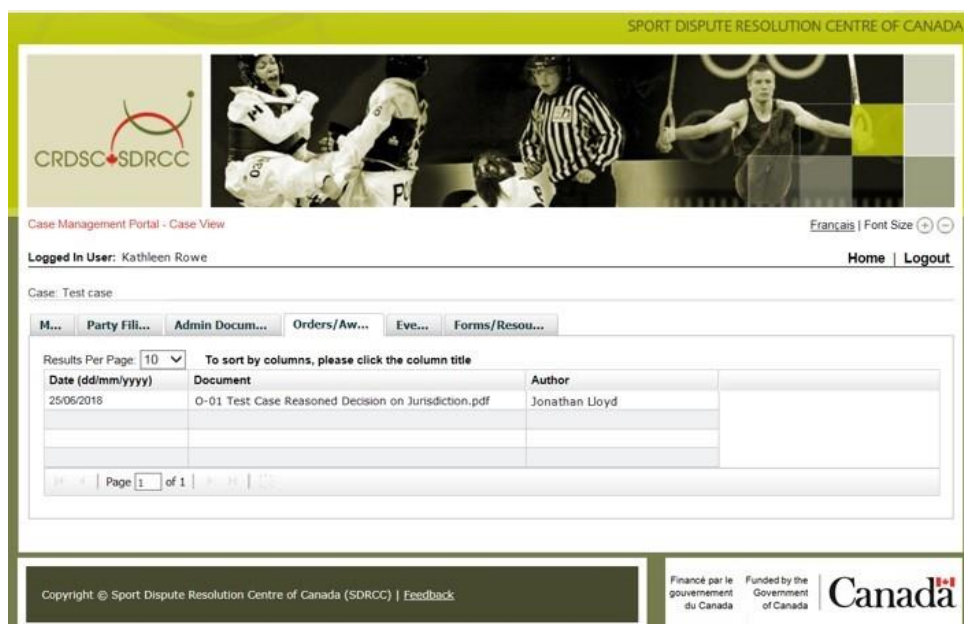 SPORT DISPUTE RESOLUTION CENTRE OF CANADA
CRDSC SDRCC
Case Management Portal - Case View
Français | Font Size + −
Logged In User: Kathleen Rowe
Home | Logout
Case: Test case
M... Party Fili... Admin Docum... Orders/Aw... Eve... Forms/Resou...
Results Per Page: 10 To sort by columns, please click the column title
Date (dd/mm/yyyy) Document Author
25/06/2018 O-01 Test Case Reasoned Decision on Jurisdiction.pdf Jonathan Lloyd
Page 1 of 1
Copyright © Sport Dispute Resolution Centre of Canada (SDRCC) | Feedback
Financé par le gouvernement du Canada
Funded by the Government of Canada
Canada